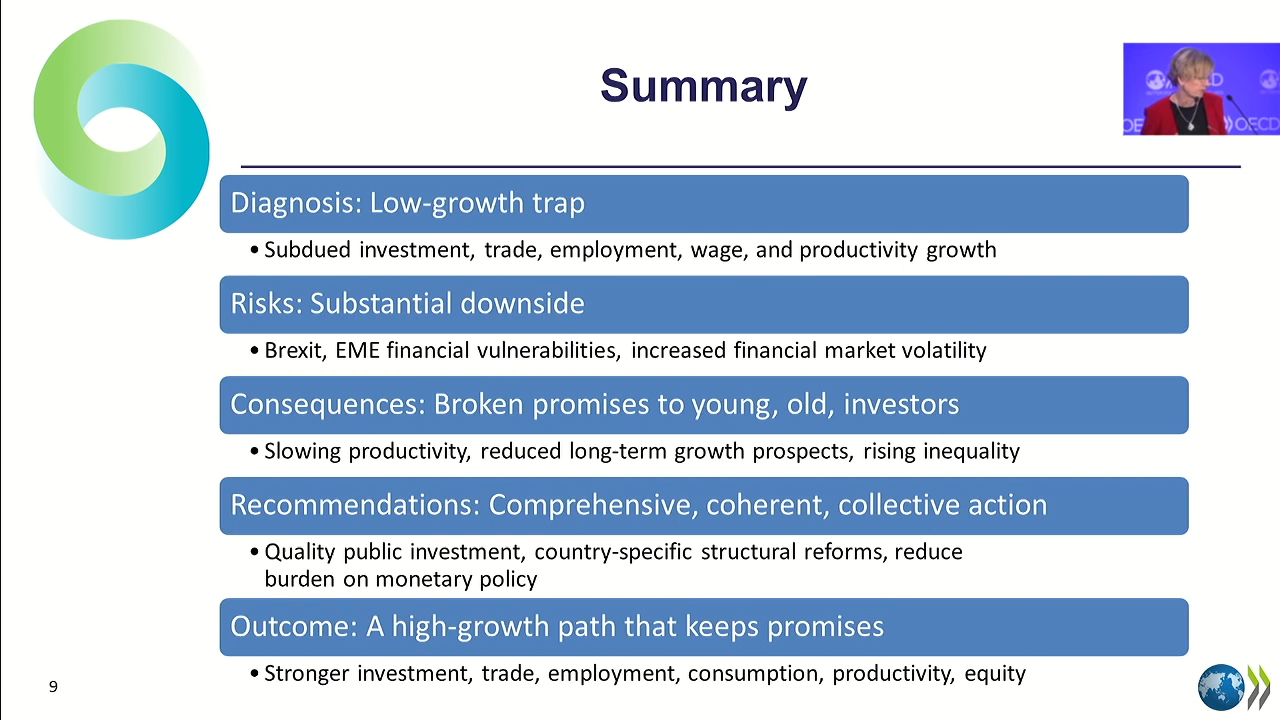 Summary
OECD
OECD
Diagnosis: Low-growth trap
• Subdued investment, trade, employment, wage, and productivity growth
Risks: Substantial downside
• Brexit, EME financial vulnerabilities, increased financial market volatility
Consequences: Broken promises to young, old, investors
• Slowing productivity, reduced long-term growth prospects, rising inequality
Recommendations: Comprehensive, coherent, collective action
• Quality public investment, country-specific structural reforms, reduce
burden on monetary policy
Outcome: A high-growth path that keeps promises
• Stronger investment, trade, employment, consumption, productivity, equity
9